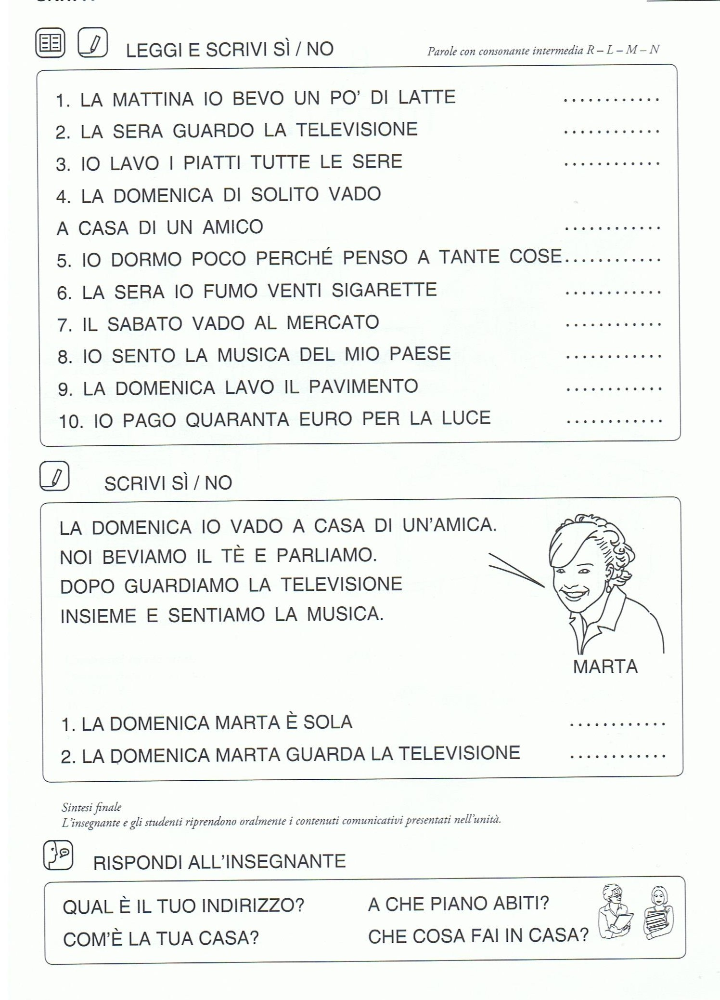 LEGGI E SCRIVI SÌ / NO
Parole con consonante intermedia R – L – M – N
1. LA MATTINA IO BEVO UN PO' DI LATTE ............
2. LA SERA GUARDO LA TELEVISIONE ............
3. IO LAVO I PIATTI TUTTE LE SERE ............
4. LA DOMENICA DI SOLITO VADO
A CASA DI UN AMICO ............
5. IO DORMO POCO PERCHÉ PENSO A TANTE COSE ............
6. LA SERA IO FUMO VENTI SIGARETTE ............
7. IL SABATO VADO AL MERCATO ............
8. IO SENTO LA MUSICA DEL MIO PAESE ............
9. LA DOMENICA LAVO IL PAVIMENTO ............
10. IO PAGO QUARANTA EURO PER LA LUCE ............
SCRIVI SÌ / NO
LA DOMENICA IO VADO A CASA DI UN'AMICA.
NOI BEVIAMO IL TÈ E PARLIAMO.
DOPO GUARDIAMO LA TELEVISIONE
INSIEME E SENTIAMO LA MUSICA.
MARTA
1. LA DOMENICA MARTA È SOLA ............
2. LA DOMENICA MARTA GUARDA LA TELEVISIONE ............
Sintesi finale
L'insegnante e gli studenti riprendono oralmente i contenuti comunicativi presentati nell'unità.
RISPONDI ALL'INSEGNANTE
QUAL È IL TUO INDIRIZZO? A CHE PIANO ABITI?
COM'È LA TUA CASA? CHE COSA FAI IN CASA?